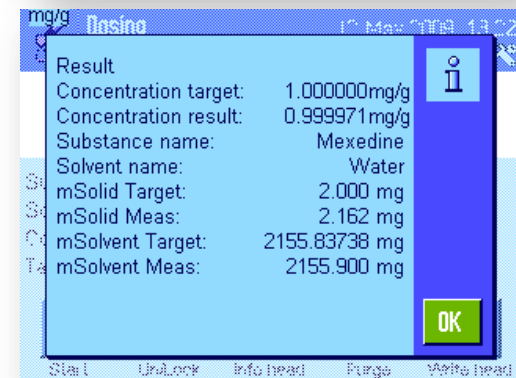 mg/g Dosing
Result
Concentration target: 1.000000mg/g
Concentration result: 0.999971mg/g
Substance name: Mexedine
Solvent name: Water
mSolid Target: 2.000 mg
mSolid Meas: 2.162 mg
mSolvent Target: 2155.83738 mg
mSolvent Meas: 2155.900 mg
OK
Start Un/Lock Info head Purge Write head